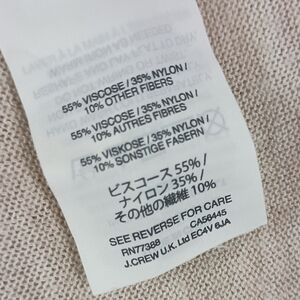 55% VISCOSE / 35% NYLON /
10% OTHER FIBERS
55% VISCOSE / 35% NYLON /
10% AUTRES FIBRES
55% VISKOSE / 35% NYLON /
10% SONSTIGE FASERN
ビスコース 55% /
ナイロン 35% /
その他の繊維 10%
SEE REVERSE FOR CARE
RN77388 CA56445
J.CREW U.K. Ltd EC4V 6JA